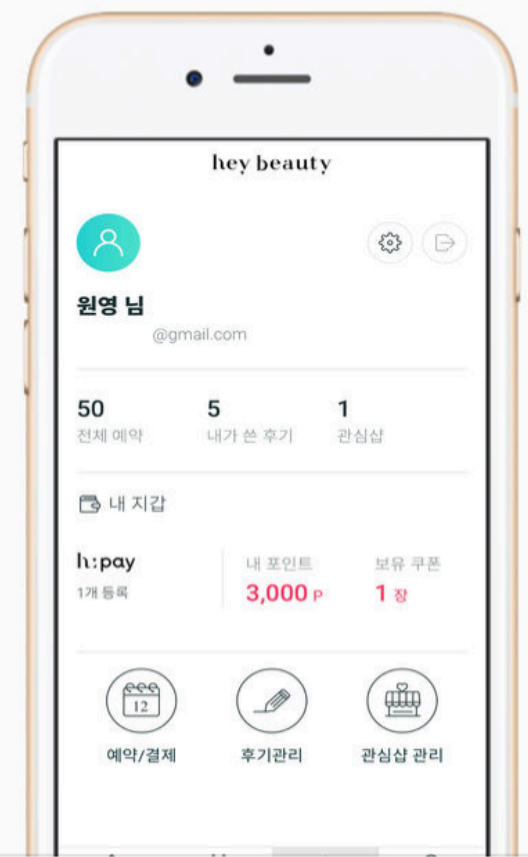 hey beauty
원영 님
@gmail.com
50 5 1
전체 예약 내가 쓴 후기 관심샵
내 지갑
h:pay 내 포인트 보유 쿠폰
1개 등록 3,000 P 1 장
12
예약/결제 후기관리 관심샵 관리